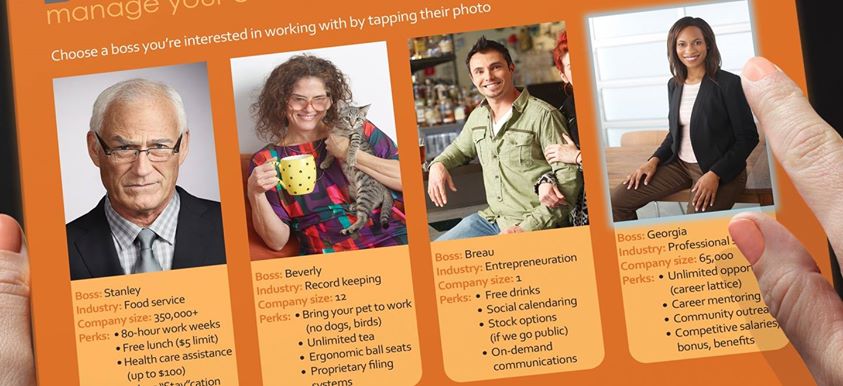 manage your
Choose a boss you're interested in working with by tapping their photo
Boss: Stanley
Industry: Food service
Company size: 350,000+
Perks: • 80-hour work weeks
• Free lunch ($5 limit)
• Health care assistance
(up to $100)
"Stay"cation
Boss: Beverly
Industry: Record keeping
Company size: 12
Perks: • Bring your pet to work
(no dogs, birds)
• Unlimited tea
• Ergonomic ball seats
• Proprietary filing
systems
Boss: Breau
Industry: Entrepreneuration
Company size: 1
Perks: • Free drinks
• Social calendaring
• Stock options
(if we go public)
• On-demand
communications
Boss: Georgia
Industry: Professional
Company size: 65,000
Perks: • Unlimited
(career lattice)
• Career mentoring
• Community
• Competitive salaries,
bonus, benefits